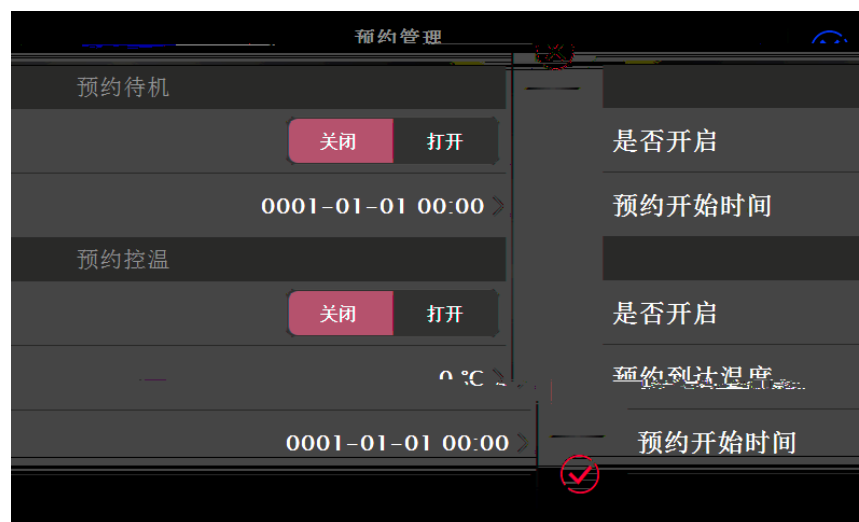 预约管理
预约待机
关闭 打开 是否开启
0001-01-01 00:00 预约开始时间
预约控温
关闭 打开 是否开启
0 ℃ 预约到达温度
0001-01-01 00:00 预约开始时间